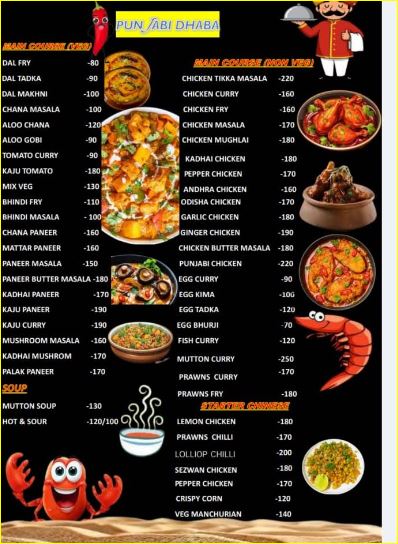 PUNJABI DHABA
MAIN COURSE (VEG)
DAL FRY -80
DAL TADKA -90
DAL MAKHNI -100
CHANA MASALA -100
ALOO CHANA -120
ALOO GOBI -90
TOMATO CURRY -90
KAJU TOMATO -180
MIX VEG -130
BHINDI FRY -110
BHINDI MASALA -100
CHANA PANEER -160
MATTAR PANEER -160
PANEER MASALA -150
PANEER BUTTER MASALA -180
KADHAI PANEER -170
KAJU PANEER -190
KAJU CURRY -190
MUSHROOM MASALA -160
KADHAI MUSHROM -170
PALAK PANEER -170
SOUP
MUTTON SOUP -130
HOT & SOUR -120/100
MAIN COURSE (NON VEG)
CHICKEN TIKKA MASALA -220
CHICKEN CURRY -160
CHICKEN FRY -160
CHICKEN MASALA -170
CHICKEN MUGHLAI -180
KADHAI CHICKEN -180
PEPPER CHICKEN -170
ANDHRA CHICKEN -160
ODISHA CHICKEN -170
GARLIC CHICKEN -180
GINGER CHICKEN -190
CHICKEN BUTTER MASALA -180
PUNJABI CHICKEN -220
EGG CURRY -90
EGG KIMA -100
EGG TADKA -120
EGG BHURJI -70
FISH CURRY -120
MUTTON CURRY -250
PRAWNS CURRY -170
PRAWNS FRY -180
STARTER CHINESE
LEMON CHICKEN -180
PRAWNS CHILLI -170
LOLLIOP CHILLI -200
SEZWAN CHICKEN -180
PEPPER CHICKEN -170
CRISPY CORN -120
VEG MANCHURIAN -140